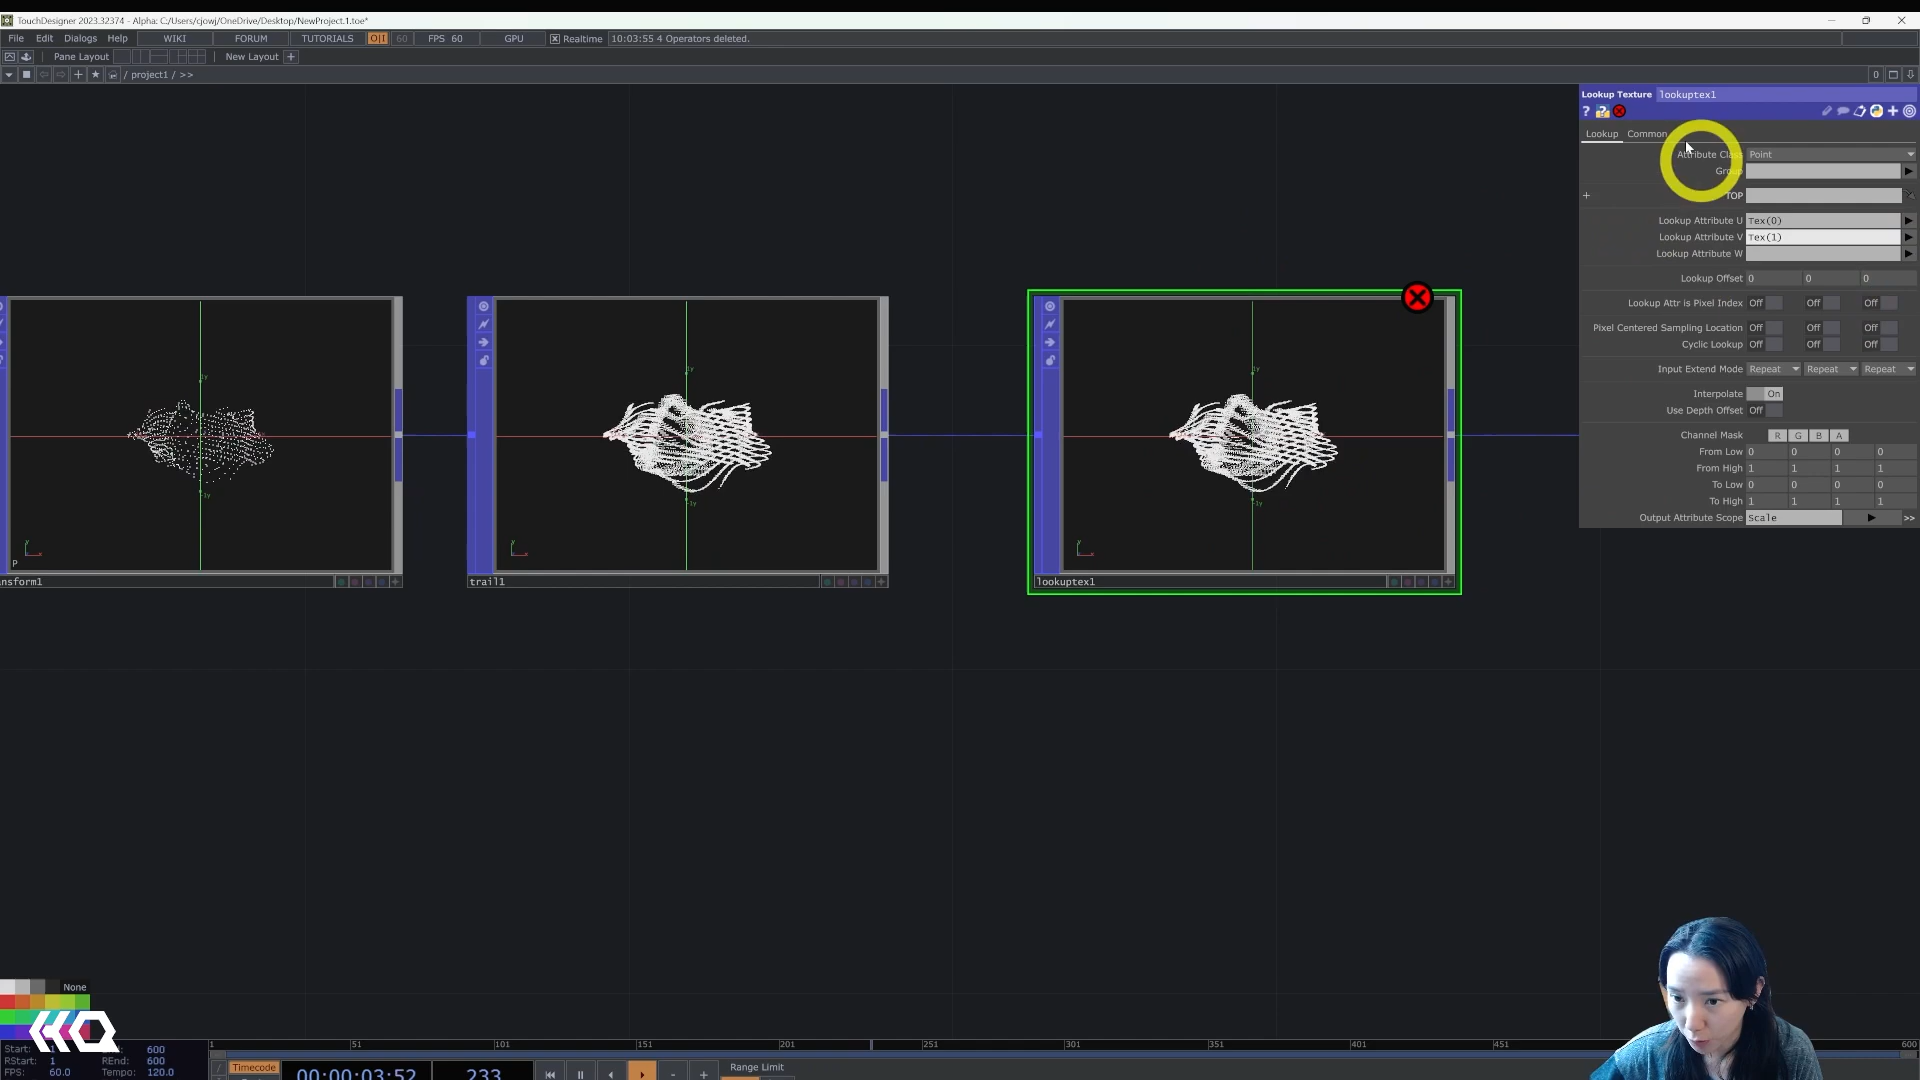 TouchDesigner 2023.32374 - Alpha: C:/Users/cjowj/OneDrive/Desktop/NewProject.1.toe*
File Edit Dialogs Help WIKI FORUM TUTORIALS O|I 60 FPS 60 GPU Realtime 10:03:55 4 Operators deleted.
Pane Layout New Layout +
/ project1 / >> 0
Lookup Texture lookuptex1
Lookup Common
Attribute Class Point
Group
+ TOP
Lookup Attribute U Tex(0)
Lookup Attribute V Tex(1)
Lookup Attribute W
Lookup Offset 0 0 0
Lookup Attr is Pixel Index Off Off Off
Pixel Centered Sampling Location Off Off Off
Cyclic Lookup Off Off Off
Input Extend Mode Repeat Repeat Repeat
Interpolate On
Use Depth Offset Off
Channel Mask R G B A
From Low 0 0 0 0
From High 1 1 1 1
To Low 0 0 0 0
To High 1 1 1 1
Output Attribute Scope Scale >>
P
nsform1
trail1
lookuptex1
None
Start: 600
RStart: 1 REnd: 600
FPS: 60.0 Tempo: 120.0
1 51 101 151 201 251 301 351 401 451 600
Timecode 00:00:03:52 233 - + Range Limit